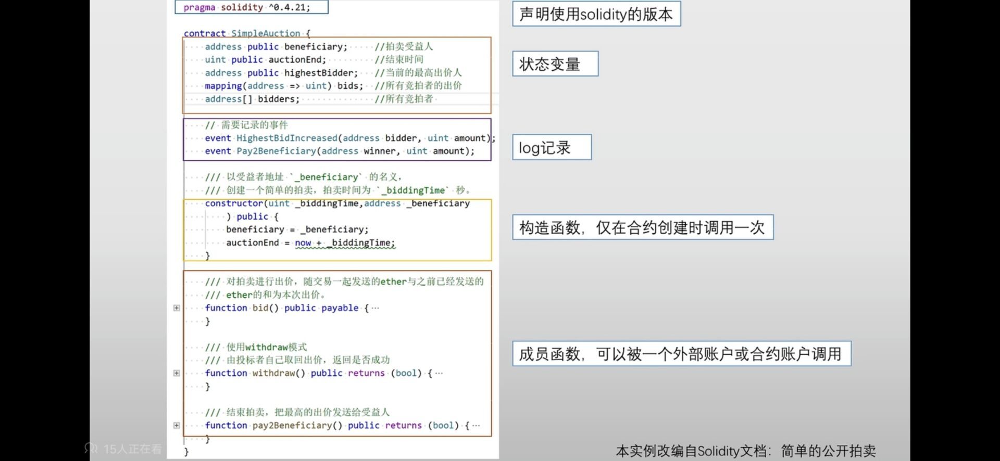 pragma solidity ^0.4.21;
声明使用solidity的版本
contract SimpleAuction {
address public beneficiary; //拍卖受益人
uint public auctionEnd; //结束时间
address public highestBidder; //当前的最高出价人
mapping(address => uint) bids; //所有竞拍者的出价
address[] bidders; //所有竞拍者
状态变量
// 需要记录的事件
event HighestBidIncreased(address bidder, uint amount);
event Pay2Beneficiary(address winner, uint amount);
log记录
/// 以受益者地址 `_beneficiary` 的名义，
/// 创建一个简单的拍卖，拍卖时间为 `_biddingTime` 秒。
constructor(uint _biddingTime,address _beneficiary
) public {
beneficiary = _beneficiary;
auctionEnd = now + _biddingTime;
}
构造函数，仅在合约创建时调用一次
/// 对拍卖进行出价，随交易一起发送的ether与之前已经发送的
/// ether的和为本次出价。
function bid() public payable {···
}
/// 使用withdraw模式
/// 由投标者自己取回出价，返回是否成功
function withdraw() public returns (bool) {···
}
/// 结束拍卖，把最高的出价发送给受益人
function pay2Beneficiary() public returns (bool) {···
}
}
成员函数，可以被一个外部账户或合约账户调用
15人正在看
本实例改编自Solidity文档：简单的公开拍卖